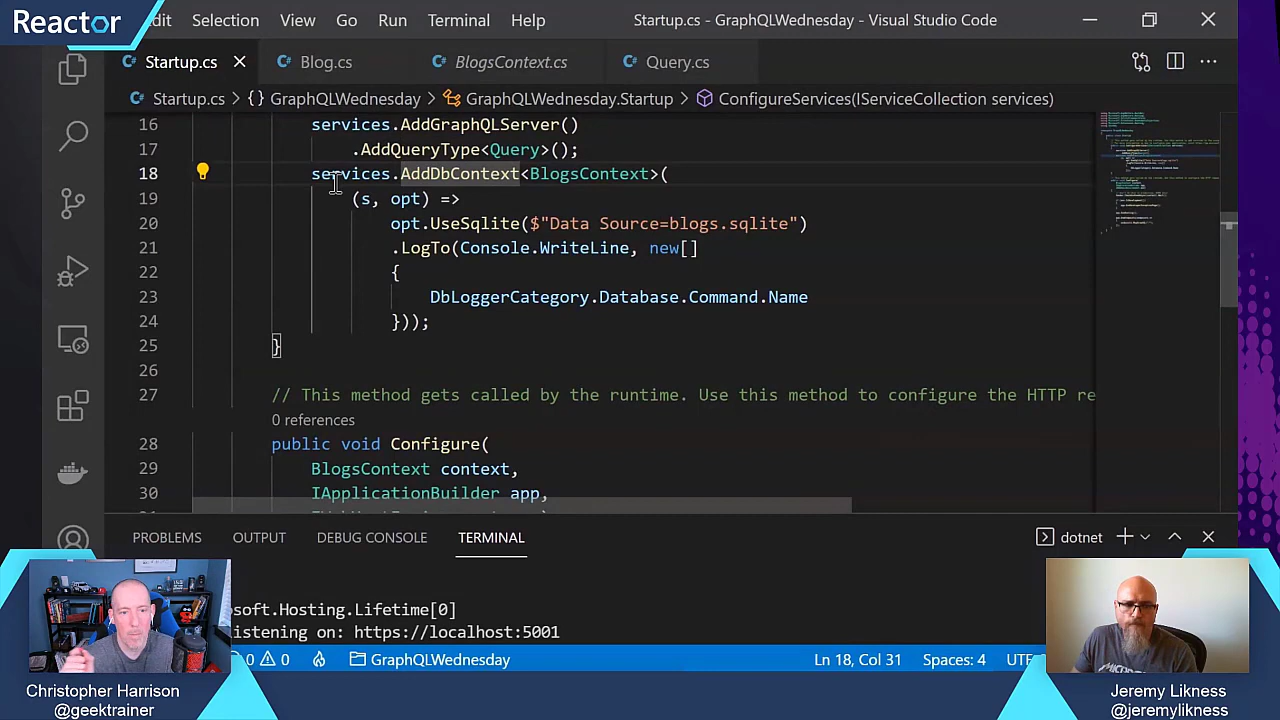 Reactor
dit Selection View Go Run Terminal Help Startup.cs - GraphQLWednesday - Visual Studio Code
Startup.cs Blog.cs BlogsContext.cs Query.cs
Startup.cs > {} GraphQLWednesday > GraphQLWednesday.Startup > ConfigureServices(IServiceCollection services)
16 services.AddGraphQLServer()
17 .AddQueryType<Query>();
18 services.AddDbContext<BlogsContext>(
19 (s, opt) =>
20 opt.UseSqlite($"Data Source=blogs.sqlite")
21 .LogTo(Console.WriteLine, new[]
22 {
23 DbLoggerCategory.Database.Command.Name
24 }));
25 }
26
27 // This method gets called by the runtime. Use this method to configure the HTTP re
0 references
28 public void Configure(
29 BlogsContext context,
30 IApplicationBuilder app,
PROBLEMS OUTPUT DEBUG CONSOLE TERMINAL dotnet
soft.Hosting.Lifetime[0]
istening on: https://localhost:5001
0 0 GraphQLWednesday Ln 18, Col 31 Spaces: 4 UTF
Christopher Harrison
@geektrainer
Jeremy Likness
@jeremylikness